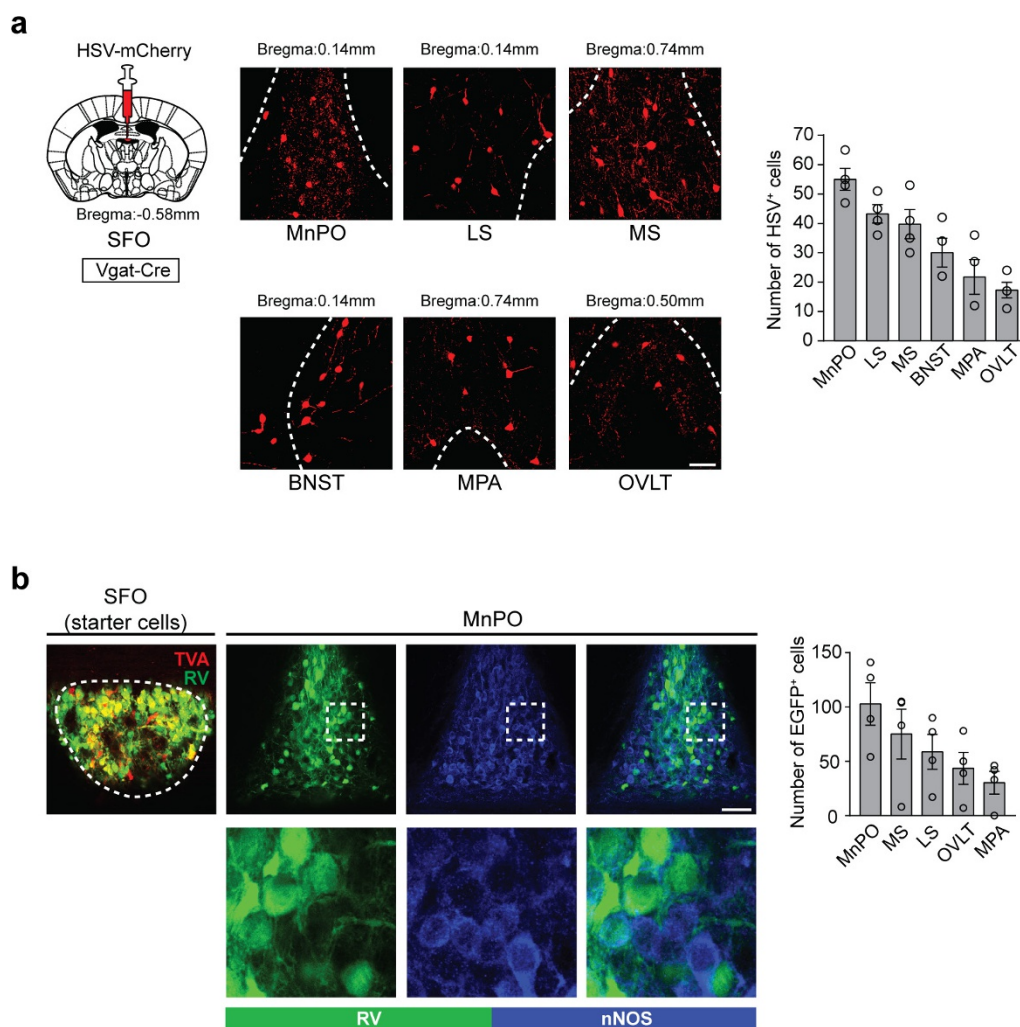 a
HSV-mCherry
Bregma:-0.58mm
SFO
Vgat-Cre
Bregma:0.14mm
Bregma:0.14mm
Bregma:0.74mm
MnPO
LS
MS
Bregma:0.14mm
Bregma:0.74mm
Bregma:0.50mm
BNST
MPA
OVLT
Number of HSV⁺ cells
70
60
50
40
30
20
10
0
MnPO
LS
MS
BNST
MPA
OVLT
b
SFO
(starter cells)
TVA
RV
MnPO
RV
nNOS
Number of EGFP⁺ cells
150
100
50
0
MnPO
MS
LS
OVLT
MPA